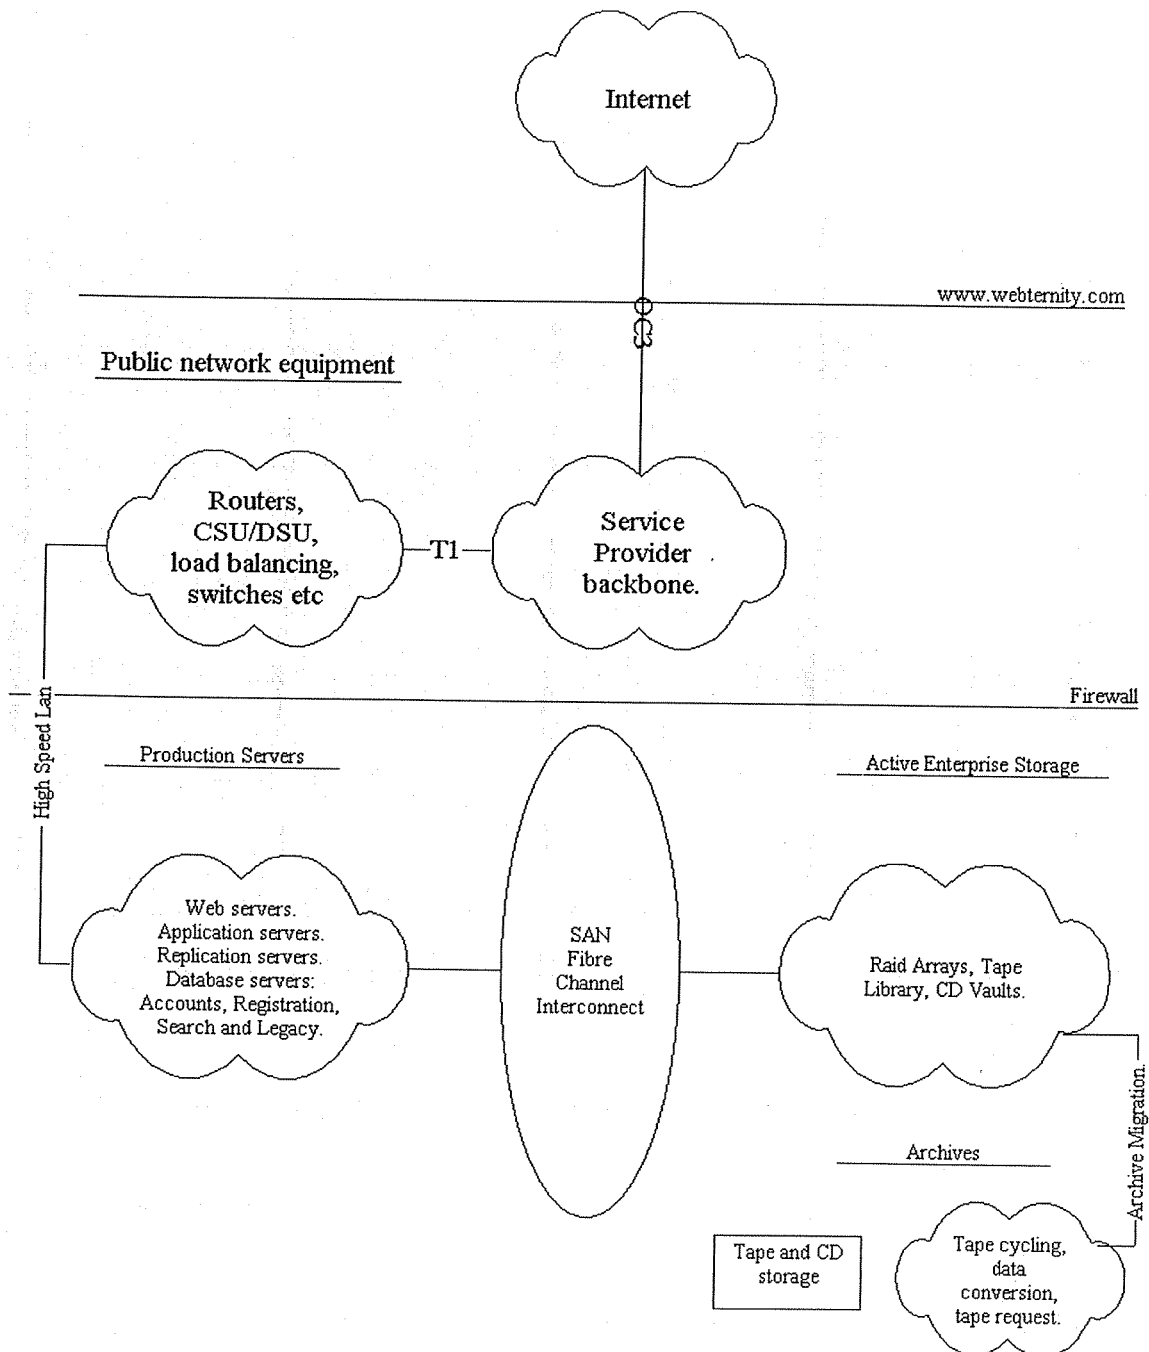 Internet
www.webternity.com
OC3
Public network equipment
Routers,
CSU/DSU,
load balancing,
switches etc
T1
Service
Provider
backbone.
High Speed Lan
Firewall
Production Servers
Active Enterprise Storage
Web servers.
Application servers.
Replication servers.
Database servers:
Accounts, Registration,
Search and Legacy.
SAN
Fibre
Channel
Interconnect
Raid Arrays, Tape
Library, CD Vaults.
Archive Migration.
Archives
Tape and CD
storage
Tape cycling,
data
conversion,
tape request.